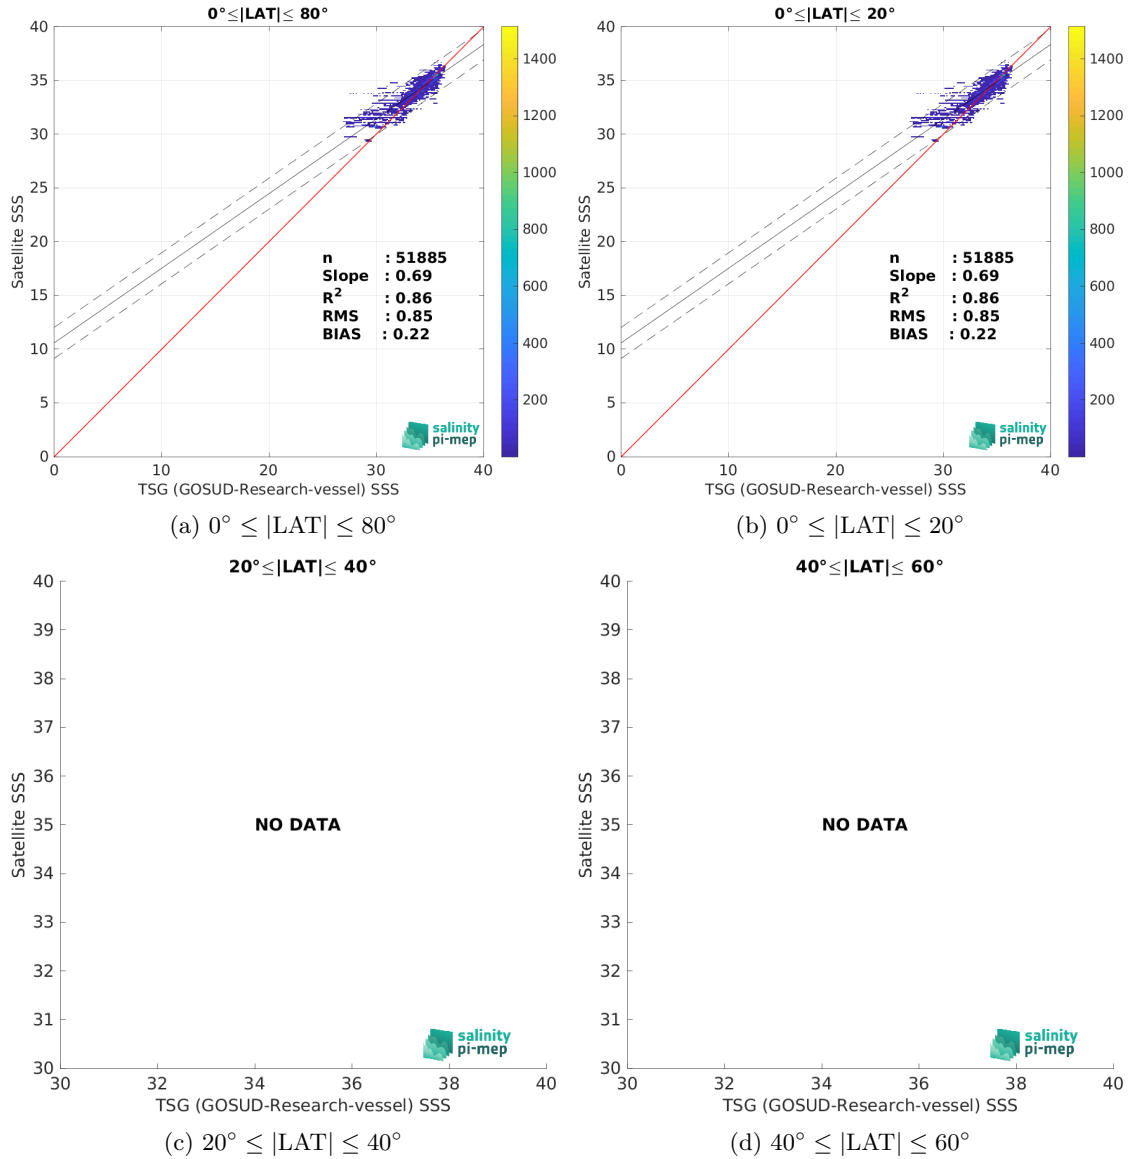 0°≤|LAT|≤ 80°
40
35
30
25
20
15
10
5
0
Satellite SSS
n : 51885
Slope : 0.69
R² : 0.86
RMS : 0.85
BIAS : 0.22
salinity
pi-mep
0 10 20 30 40
TSG (GOSUD-Research-vessel) SSS
1400
1200
1000
800
600
400
200
(a) 0° ≤ |LAT| ≤ 80°
0°≤|LAT|≤ 20°
40
35
30
25
20
15
10
5
0
Satellite SSS
n : 51885
Slope : 0.69
R² : 0.86
RMS : 0.85
BIAS : 0.22
salinity
pi-mep
0 10 20 30 40
TSG (GOSUD-Research-vessel) SSS
1400
1200
1000
800
600
400
200
(b) 0° ≤ |LAT| ≤ 20°
20°≤|LAT|≤ 40°
40
39
38
37
36
35
34
33
32
31
30
Satellite SSS
NO DATA
salinity
pi-mep
30 32 34 36 38 40
TSG (GOSUD-Research-vessel) SSS
(c) 20° ≤ |LAT| ≤ 40°
40°≤|LAT|≤ 60°
40
39
38
37
36
35
34
33
32
31
30
Satellite SSS
NO DATA
salinity
pi-mep
30 32 34 36 38 40
TSG (GOSUD-Research-vessel) SSS
(d) 40° ≤ |LAT| ≤ 60°